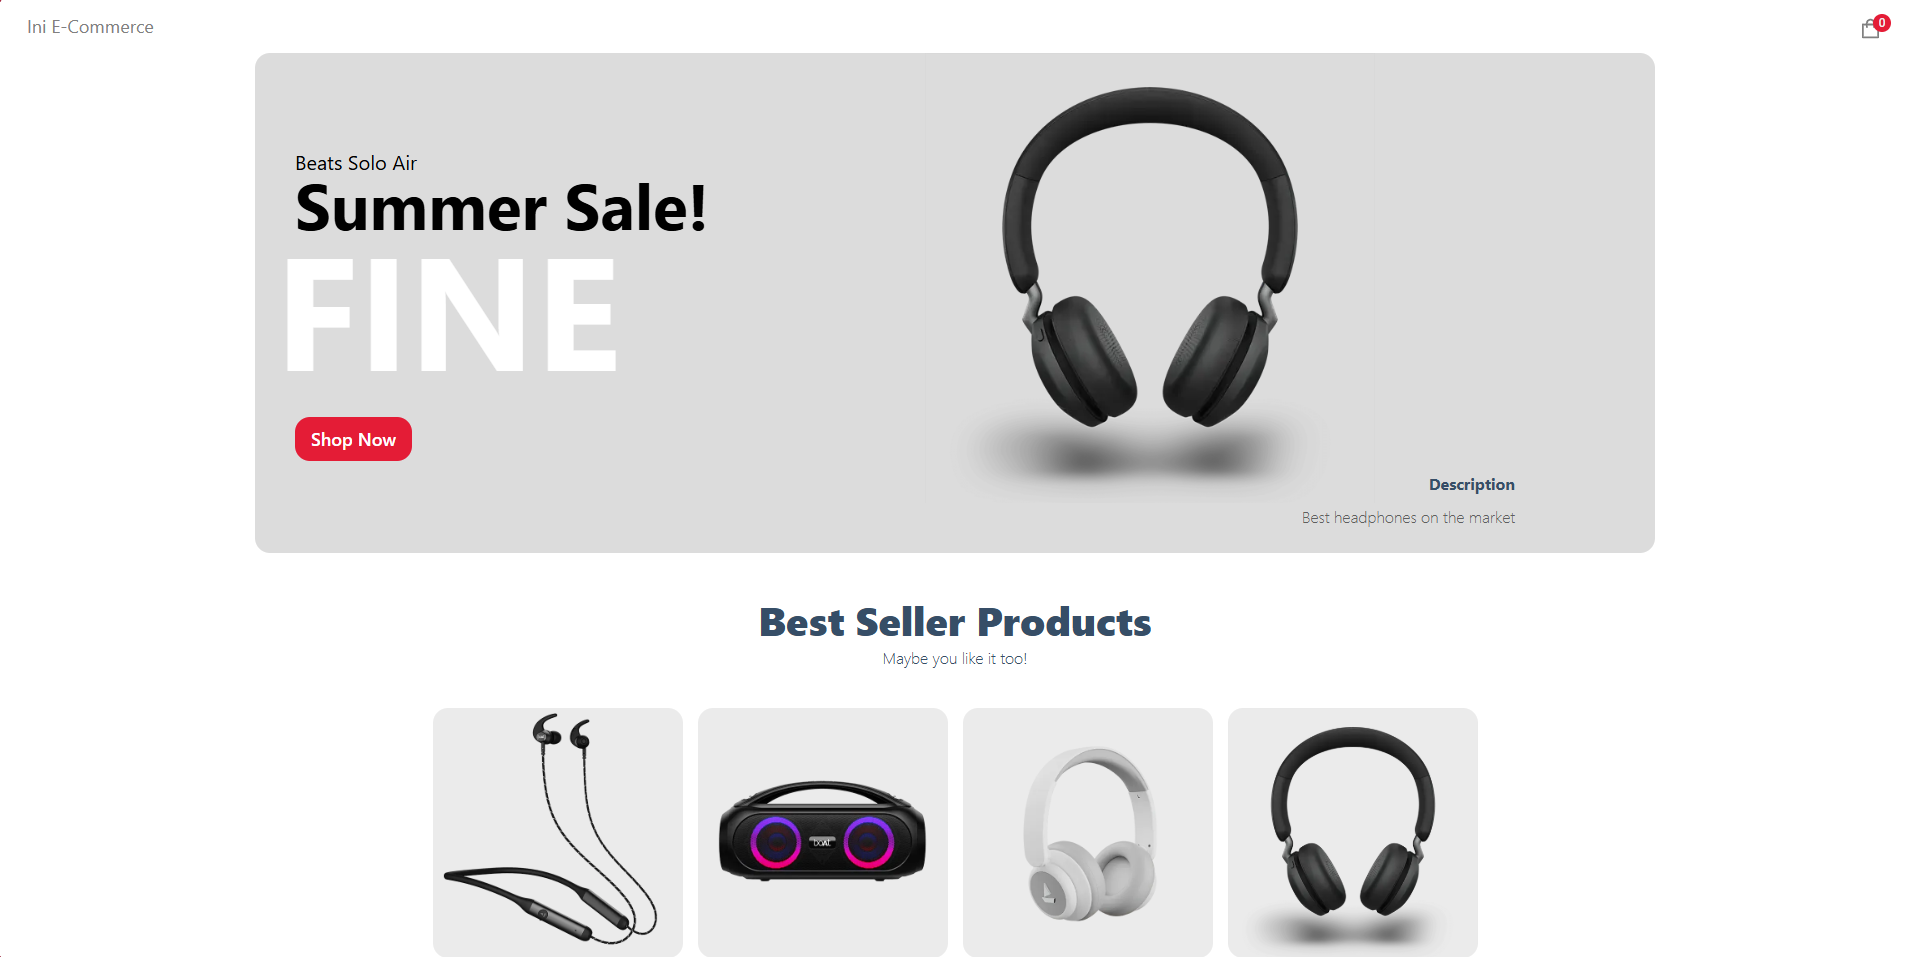 Ini E-Commerce
0
Beats Solo Air
Summer Sale!
FINE
Shop Now
Description
Best headphones on the market
Best Seller Products
Maybe you like it too!